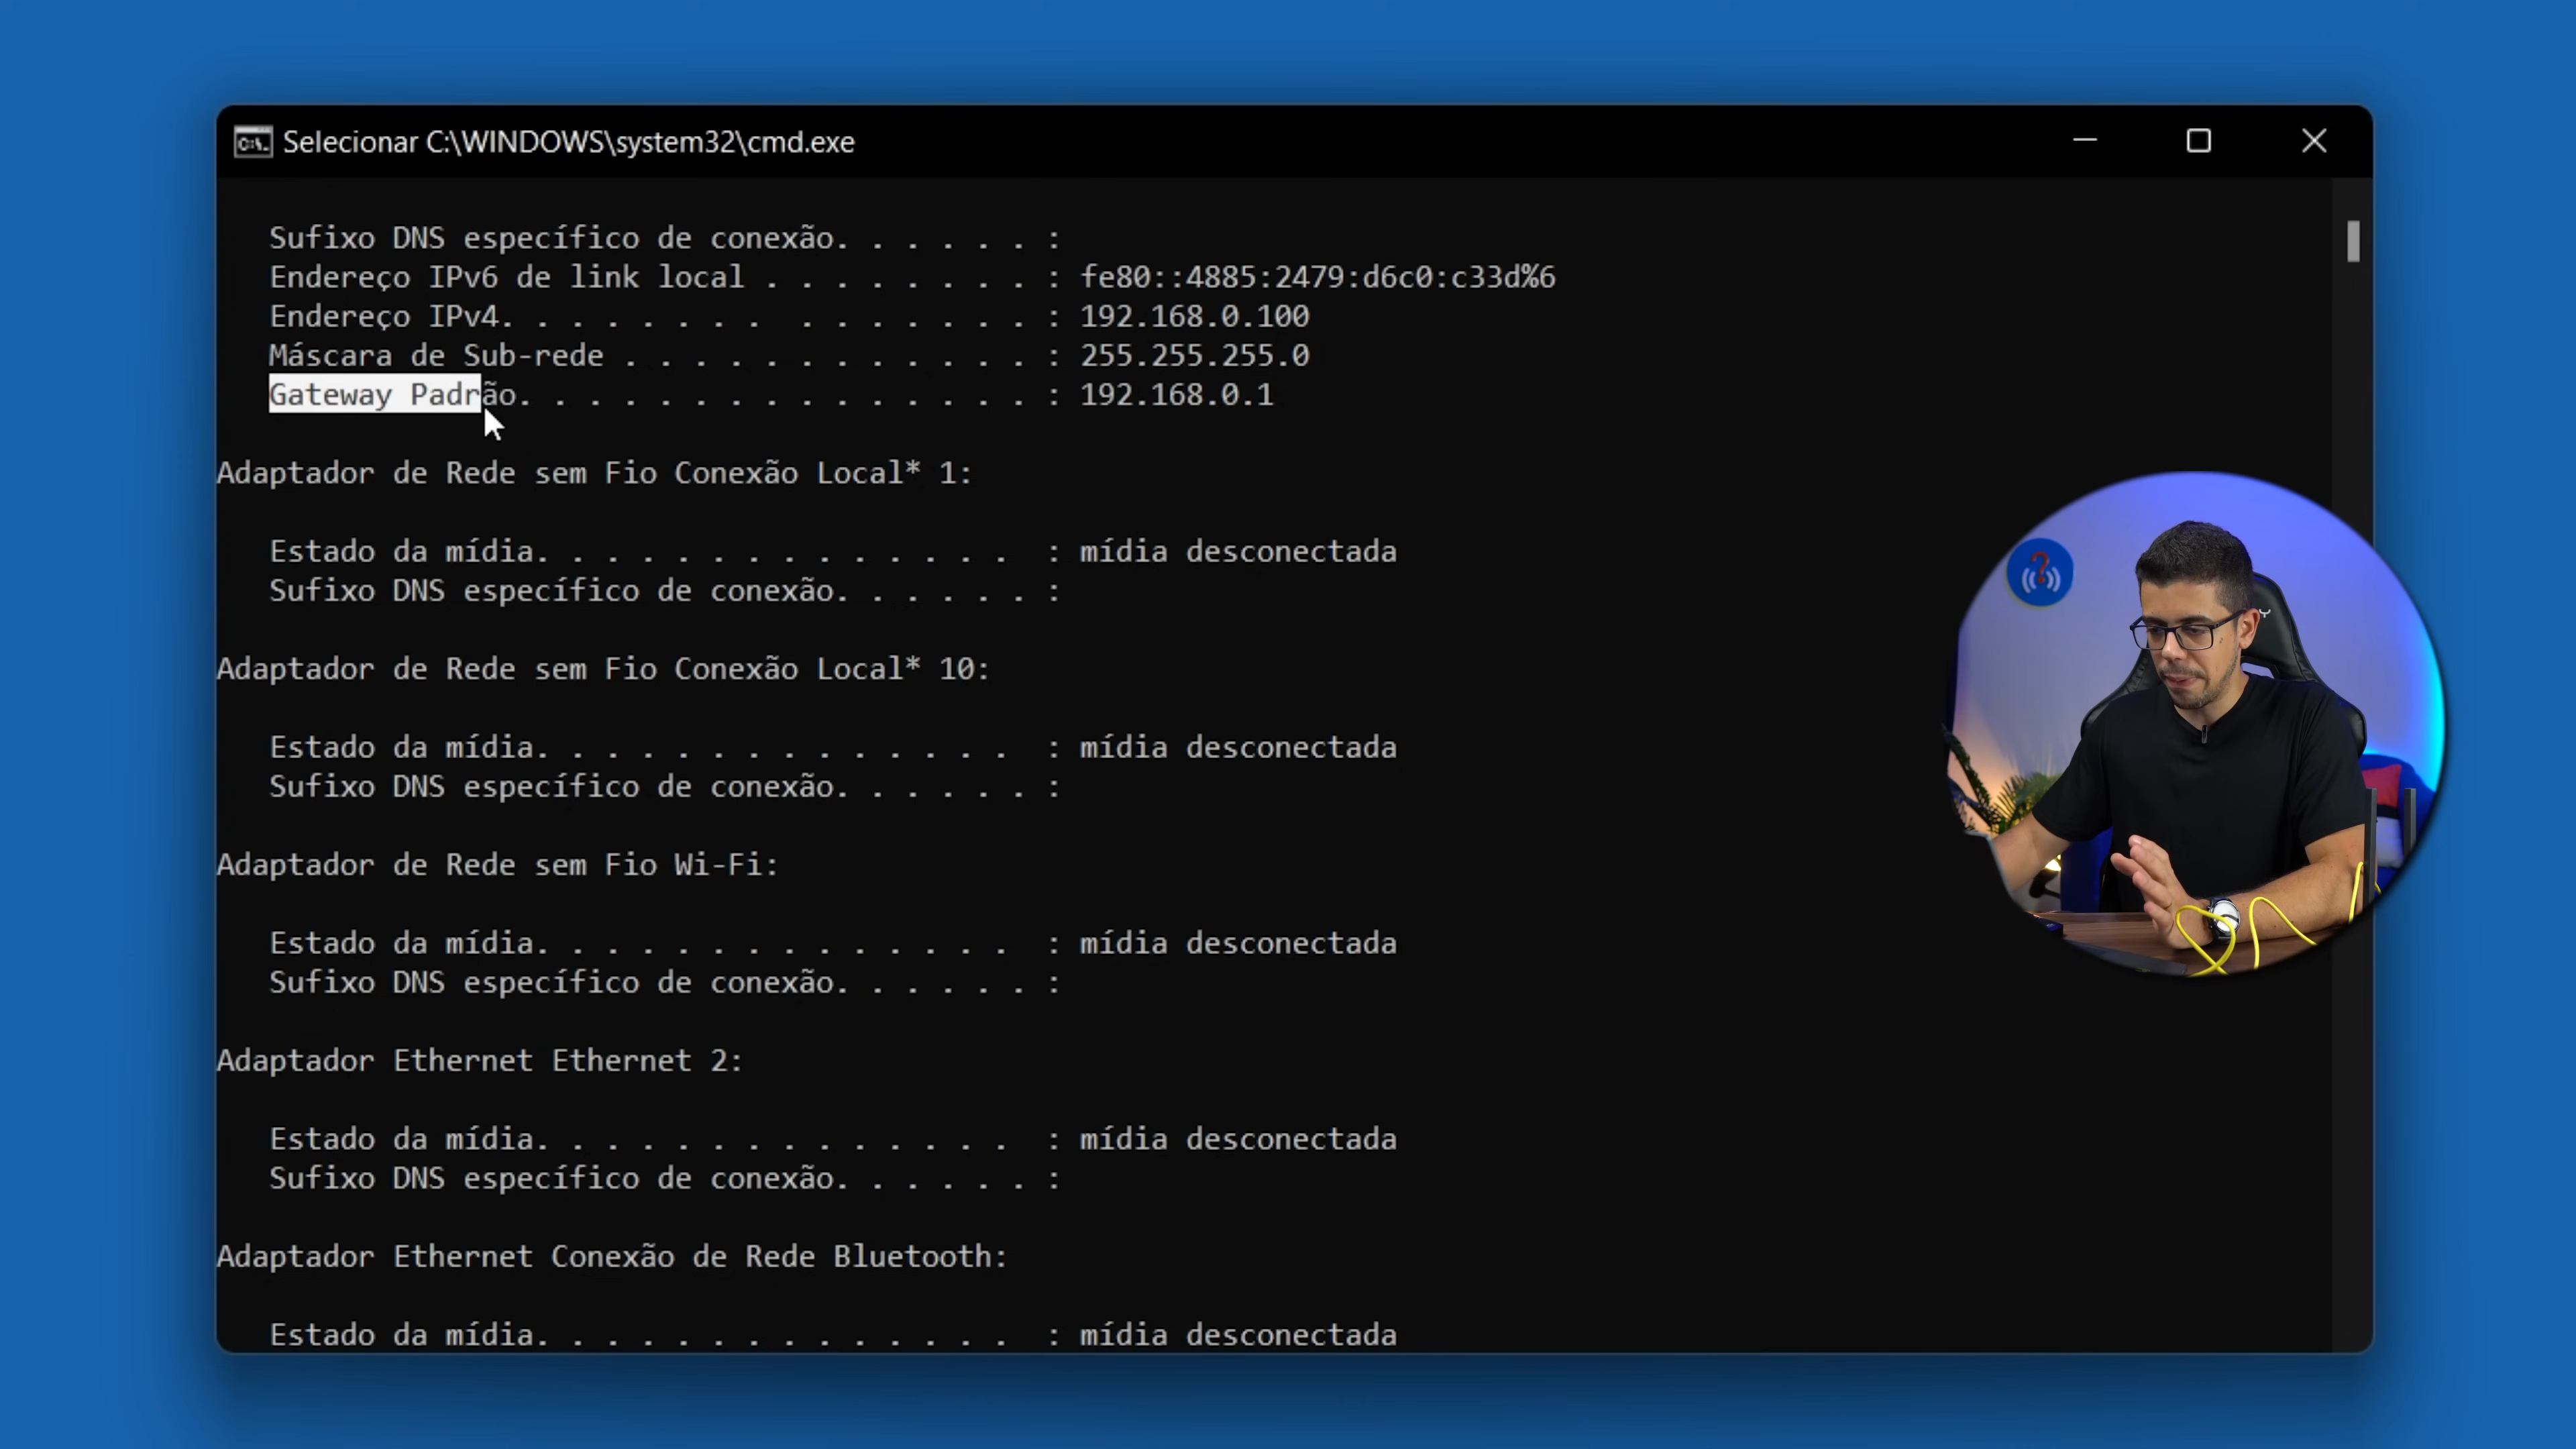 Selecionar C:\WINDOWS\system32\cmd.exe
Sufixo DNS específico de conexão. . . . . . :
Endereço IPv6 de link local . . . . . . . . : fe80::4885:2479:d6c0:c33d%6
Endereço IPv4. . . . . . . .  . . . . . . . : 192.168.0.100
Máscara de Sub-rede . . . . . . . . . . . . : 255.255.255.0
Gateway Padrão. . . . . . . . . . . . . . . : 192.168.0.1
Adaptador de Rede sem Fio Conexão Local* 1:
Estado da mídia. . . . . . . . . . . . . .  : mídia desconectada
Sufixo DNS específico de conexão. . . . . . :
Adaptador de Rede sem Fio Conexão Local* 10:
Estado da mídia. . . . . . . . . . . . . .  : mídia desconectada
Sufixo DNS específico de conexão. . . . . . :
Adaptador de Rede sem Fio Wi-Fi:
Estado da mídia. . . . . . . . . . . . . .  : mídia desconectada
Sufixo DNS específico de conexão. . . . . . :
Adaptador Ethernet Ethernet 2:
Estado da mídia. . . . . . . . . . . . . .  : mídia desconectada
Sufixo DNS específico de conexão. . . . . . :
Adaptador Ethernet Conexão de Rede Bluetooth:
Estado da mídia. . . . . . . . . . . . . .  : mídia desconectada